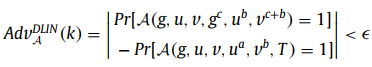 Adv_𝒜^{DLIN}(k) = | Pr[𝒜(g, u, ν, g^c, u^b, ν^{c+b}) = 1] | < ϵ
− Pr[𝒜(g, u, ν, u^a, ν^b, T) = 1]